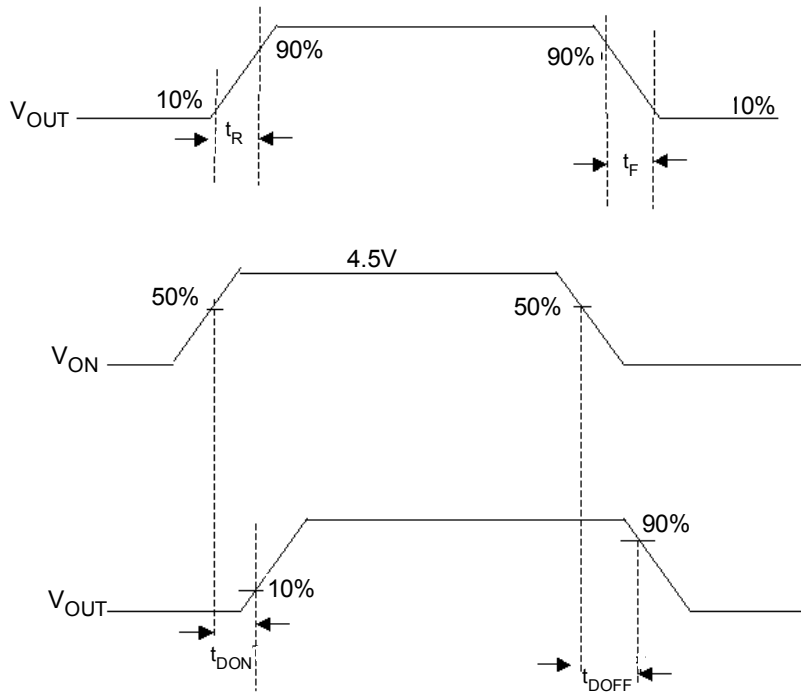 90% 90%
10% 10%
V_OUT
t_R t_F
4.5V
50% 50%
V_ON
90%
10%
V_OUT
t_DON t_DOFF